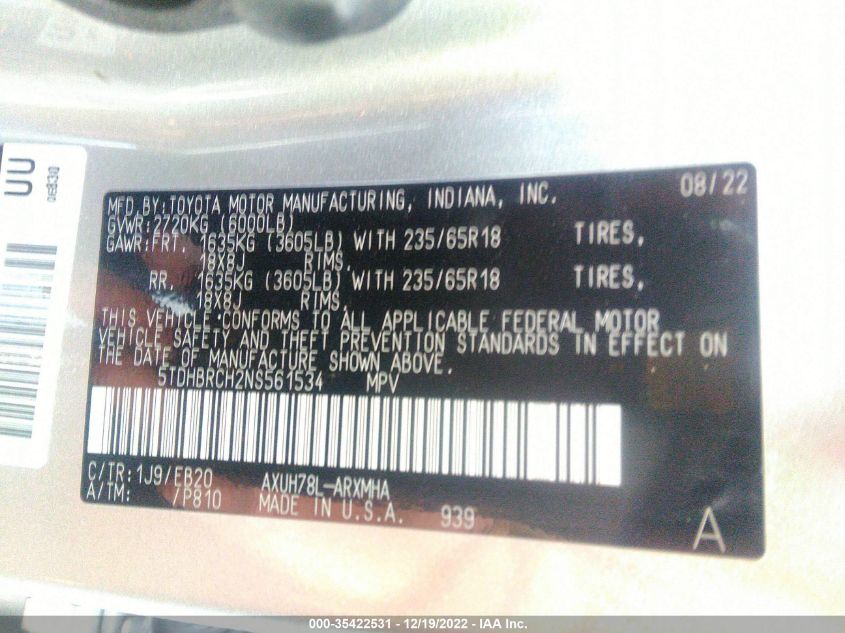 UU
06830
MFD.BY:TOYOTA MOTOR MANUFACTURING, INDIANA, INC. 08/22
GVWR:2720KG (6000LB)
GAWR:FRT. 1635KG (3605LB) WITH 235/65R18 TIRES,
18X8J RIMS.
RR. 1635KG (3605LB) WITH 235/65R18 TIRES,
18X8J RIMS.
THIS VEHICLE CONFORMS TO ALL APPLICABLE FEDERAL MOTOR
VEHICLE SAFETY AND THEFT PREVENTION STANDARDS IN EFFECT ON
THE DATE OF MANUFACTURE SHOWN ABOVE.
5TDHBRCH2NS561534 MPV
C/TR:1J9/EB20 AXUH78L-ARXMHA
A/TM: /P810 MADE IN U.S.A. 939
A
000-35422531 - 12/19/2022 - IAA Inc.